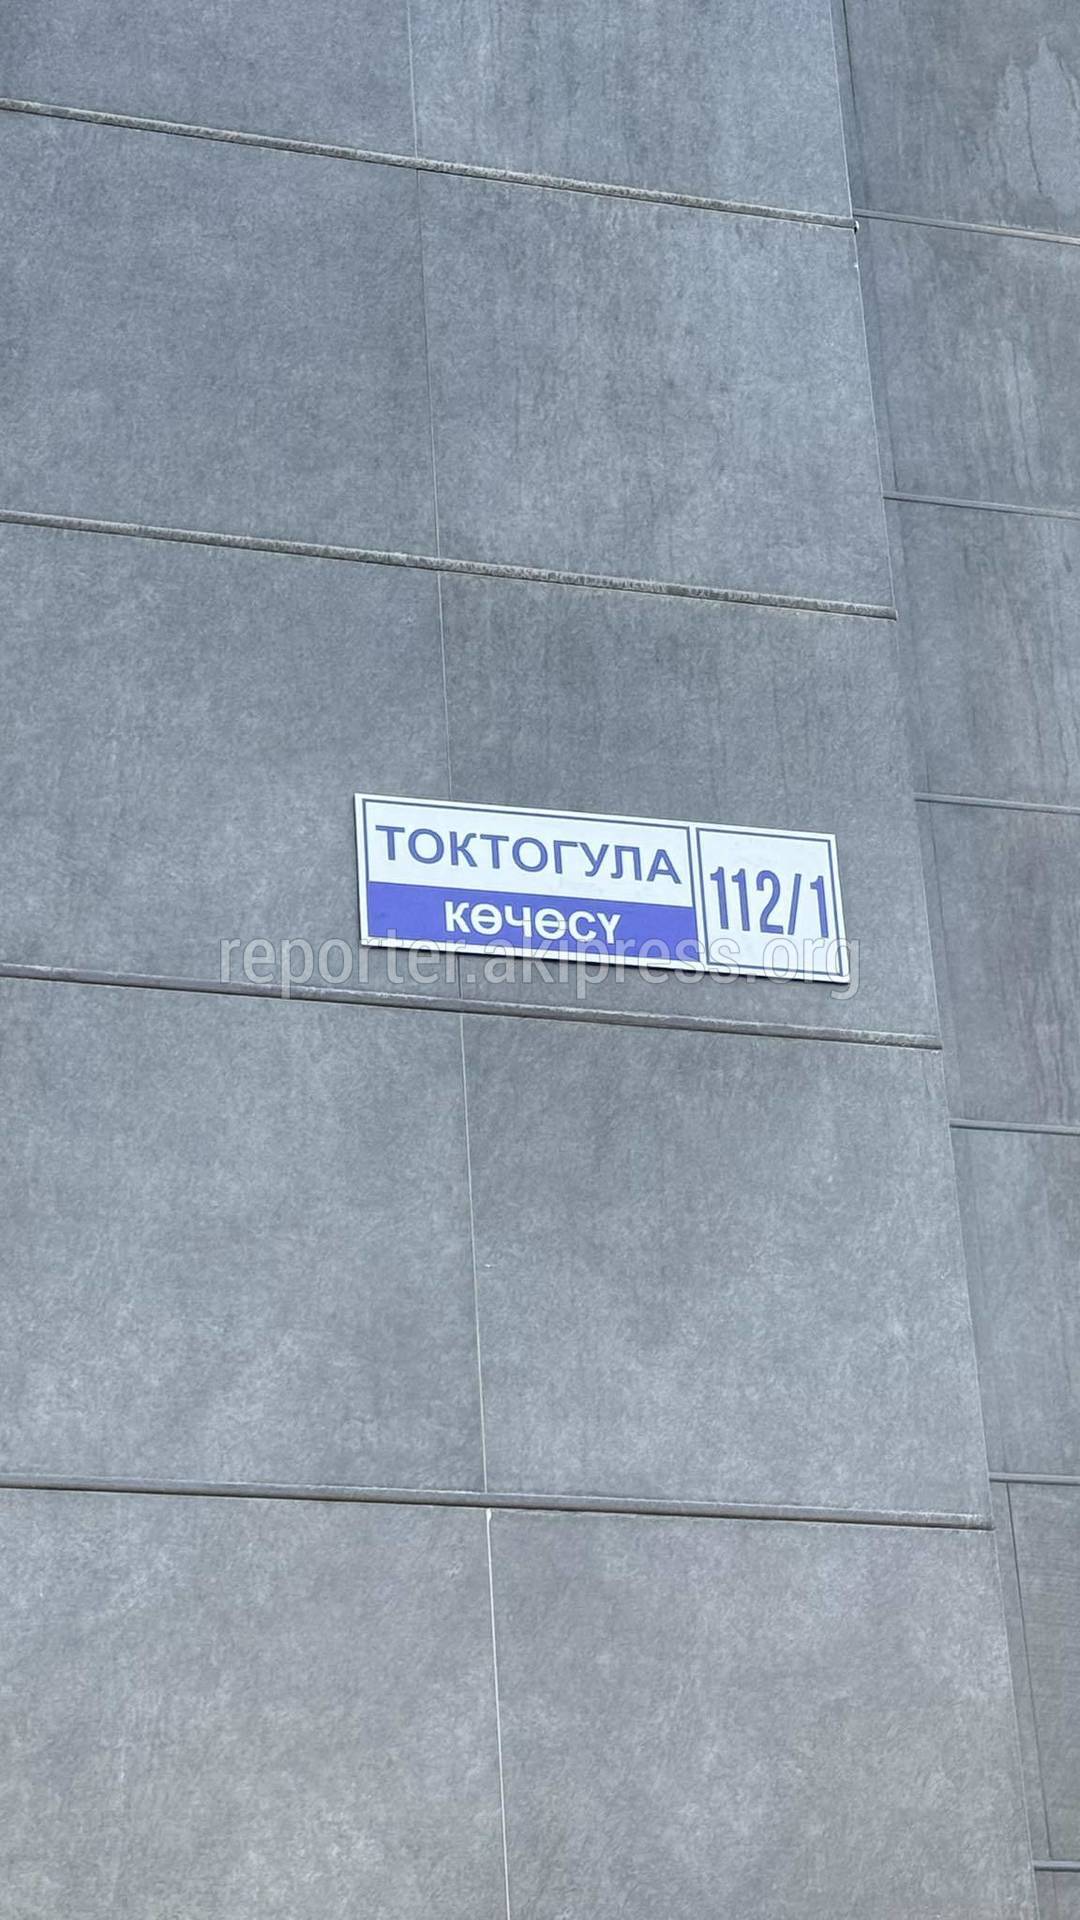 ТОКТОГУЛА
КӨЧӨСҮ
112/1
reporter.akipress.org